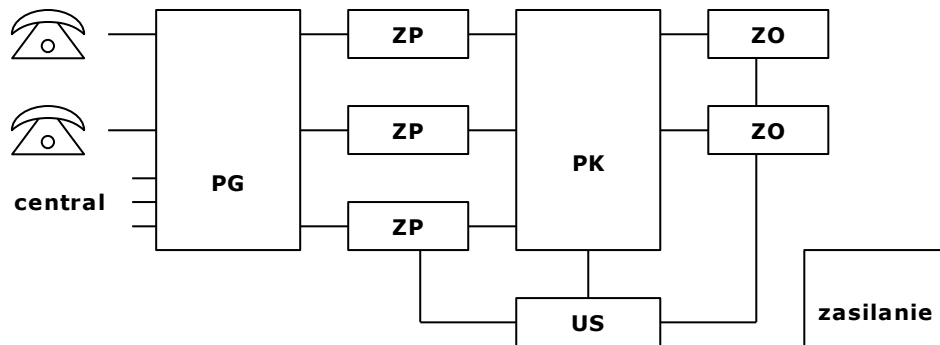 ZP
ZO
ZP
ZO
PK
PG
central
ZP
zasilanie
US